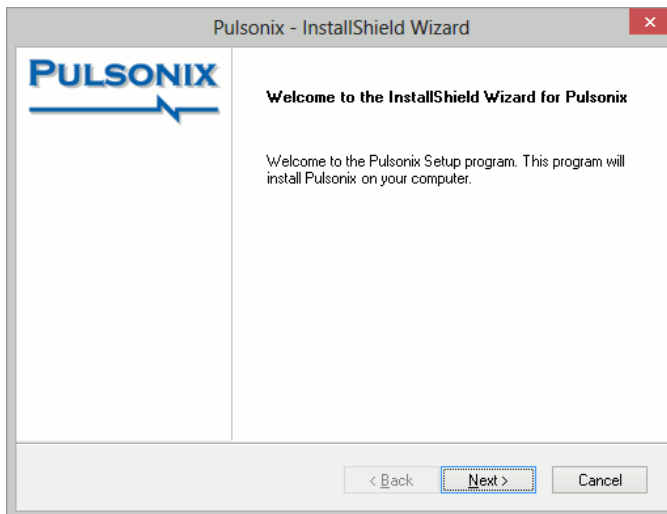 Pulsonix - InstallShield Wizard
PULSONIX
Welcome to the InstallShield Wizard for Pulsonix
Welcome to the Pulsonix Setup program. This program will
install Pulsonix on your computer.
< Back
Next >
Cancel